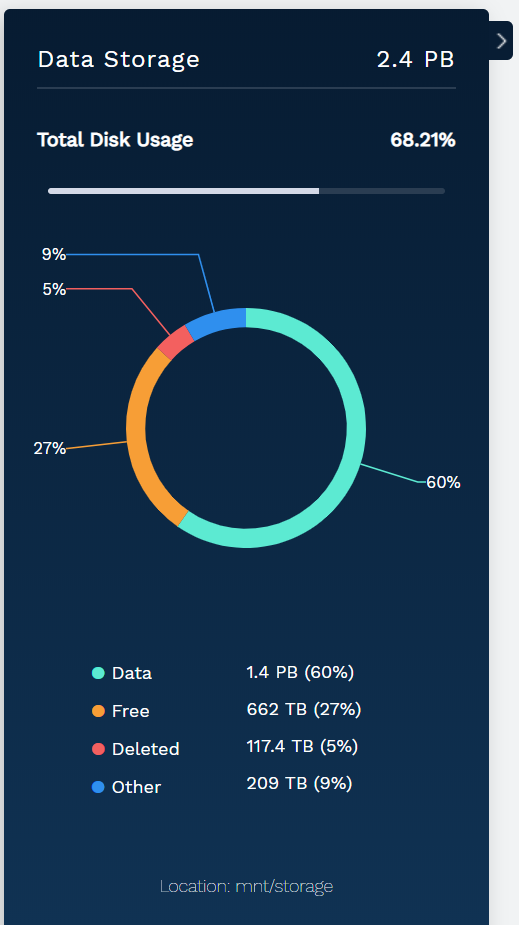 Data Storage 2.4 PB
Total Disk Usage 68.21%
9%
5%
27%
60%
Data 1.4 PB (60%)
Free 662 TB (27%)
Deleted 117.4 TB (5%)
Other 209 TB (9%)
Location: mnt/storage